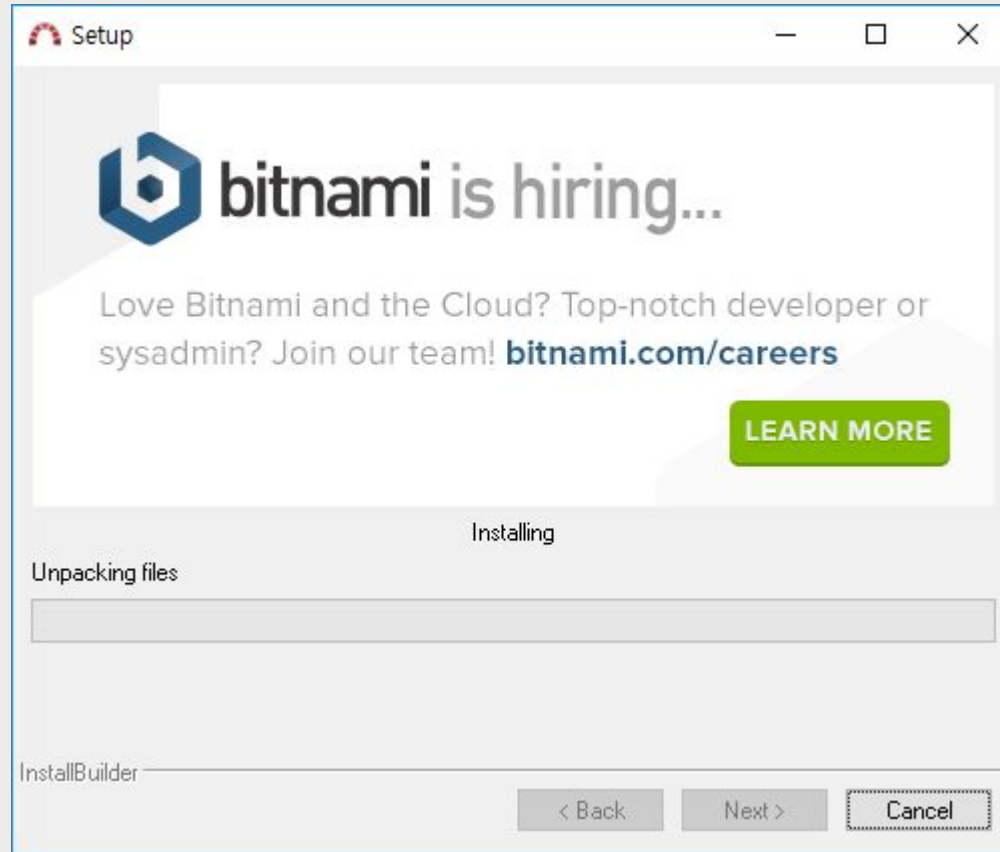 Setup
bitnami is hiring...
Love Bitnami and the Cloud? Top-notch developer or
sysadmin? Join our team! bitnami.com/careers
LEARN MORE
Installing
Unpacking files
InstallBuilder
< Back Next > Cancel